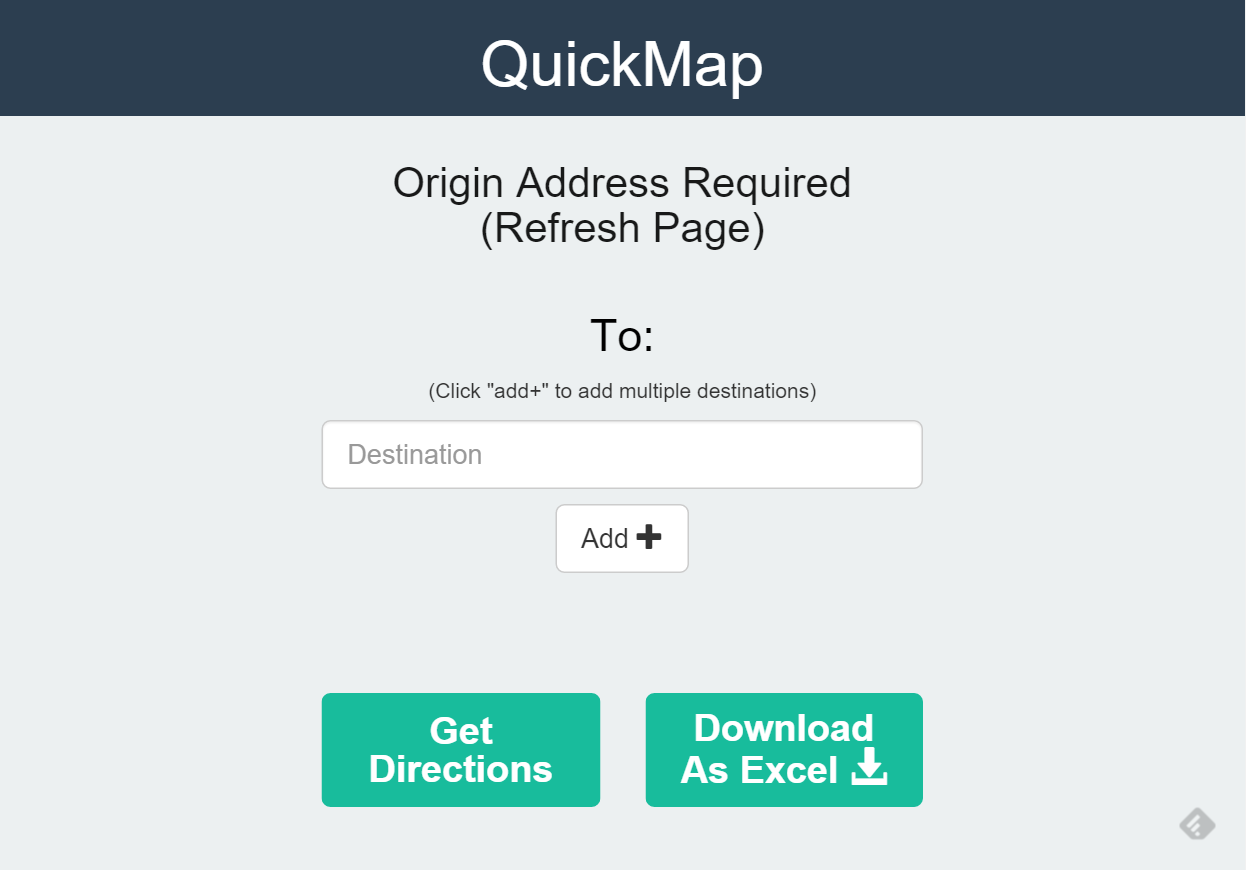 QuickMap
Origin Address Required
(Refresh Page)
To:
(Click "add+" to add multiple destinations)
Destination
Add
Get
Directions
Download
As Excel